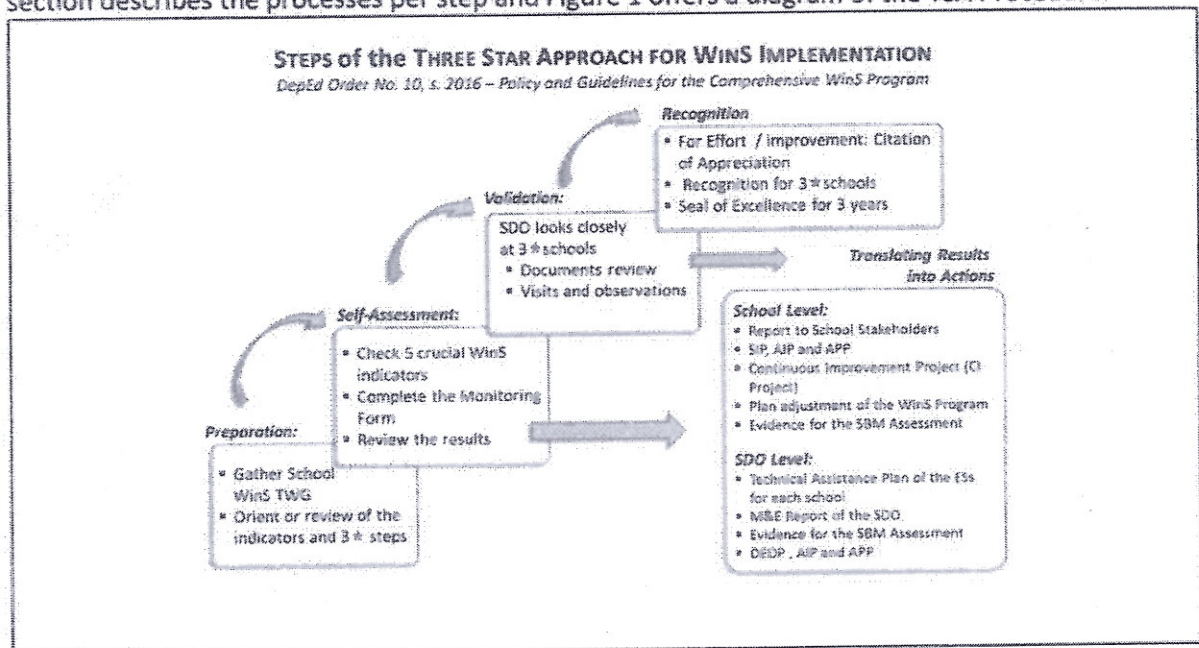 section describes the processes per step and Figure 1 offers a diagram of the
STEPS of the THREE STAR APPROACH FOR WINS IMPLEMENTATION
DepEd Order No. 10, s. 2016 – Policy and Guidelines for the Comprehensive WinS Program
Recognition
▪ For Effort / improvement: Citation
of Appreciation
▪ Recognition for 3★schools
▪ Seal of Excellence for 3 years
Validation:
SDO looks closely
at 3★schools
▪ Documents review
▪ Visits and observations
Translating Results
into Actions
Self-Assessment:
▪ Check 5 crucial WinS
indicators
▪ Complete the Monitoring
Form
▪ Review the results
Preparation:
▪ Gather School
WinS TWG
▪ Orient or review of the
indicators and 3★ steps
School Level:
▪ Report to School Stakeholders
▪ SIP, AIP and APP
▪ Continuous Improvement Project (CI
Project)
▪ Plan adjustment of the WinS Program
▪ Evidence for the SBM Assessment
SDO Level:
▪ Technical Assistance Plan of the ESs
for each school
▪ M&E Report of the SDO
▪ Evidence for the SBM Assessment
▪ DEDP , AIP and APP